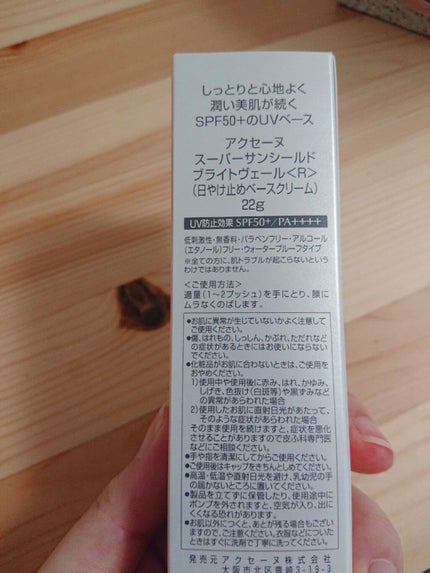 しっとりと心地よく
潤い美肌が続く
SPF50+のUVベース
アクセーヌ
スーパーサンシールド
ブライトヴェール<R>
(日やけ止めベースクリーム)
22g
UV防止効果 SPF50+/PA++++
低刺激性・無香料・パラベンフリー・アルコール
(エタノール)フリー・ウォータープルーフタイプ
※全ての方に、肌トラブルが起こらないという
わけではありません。
<ご使用方法>
適量(1〜2プッシュ)を手にとり、顔に
ムラなくのばします。
●お肌に異常が生じていないかよく注意して
ご使用ください。
●傷、はれもの、しっしん、かぶれ、ただれなど
の症状があるときにはお使いにならない
でください。
●化粧品がお肌に合わないときは、ご使用を
おやめください。
1)使用中や使用後に赤み、はれ、かゆみ、
しげき、色抜け(白斑等)や黒ずみなど
の異常があらわれた場合
2)使用したお肌に直射日光があたって、
そのような症状があらわれた場合
そのまま使用を続けますと、症状を悪化
させることがありますので皮ふ科専門医
などにご相談ください。
●手や指を清潔にしてからご使用ください。
●ご使用後はキャップをきちんとしめてください。
●高温・低温や直射日光を避け、乳幼児の手
の届かないところに置いてください。
●製品を立てずに保管したり、使用途中に
ポンプを外されますと、空気が入り、出に
くくなる恐れがあります。
●お肌以外につくと、あとが残る場合もござい
ますので、ご注意ください。衣服などについた
ときはすぐに洗剤で丁寧に洗ってください。
発売元 アクセーヌ株式会社
大阪市北区豊崎3-19-3